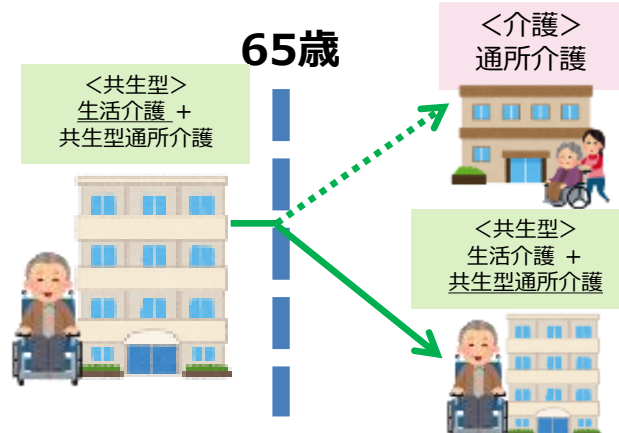 65歳
＜共生型＞
生活介護 +
共生型通所介護
＜介護＞
通所介護
＜共生型＞
生活介護 +
共生型通所介護